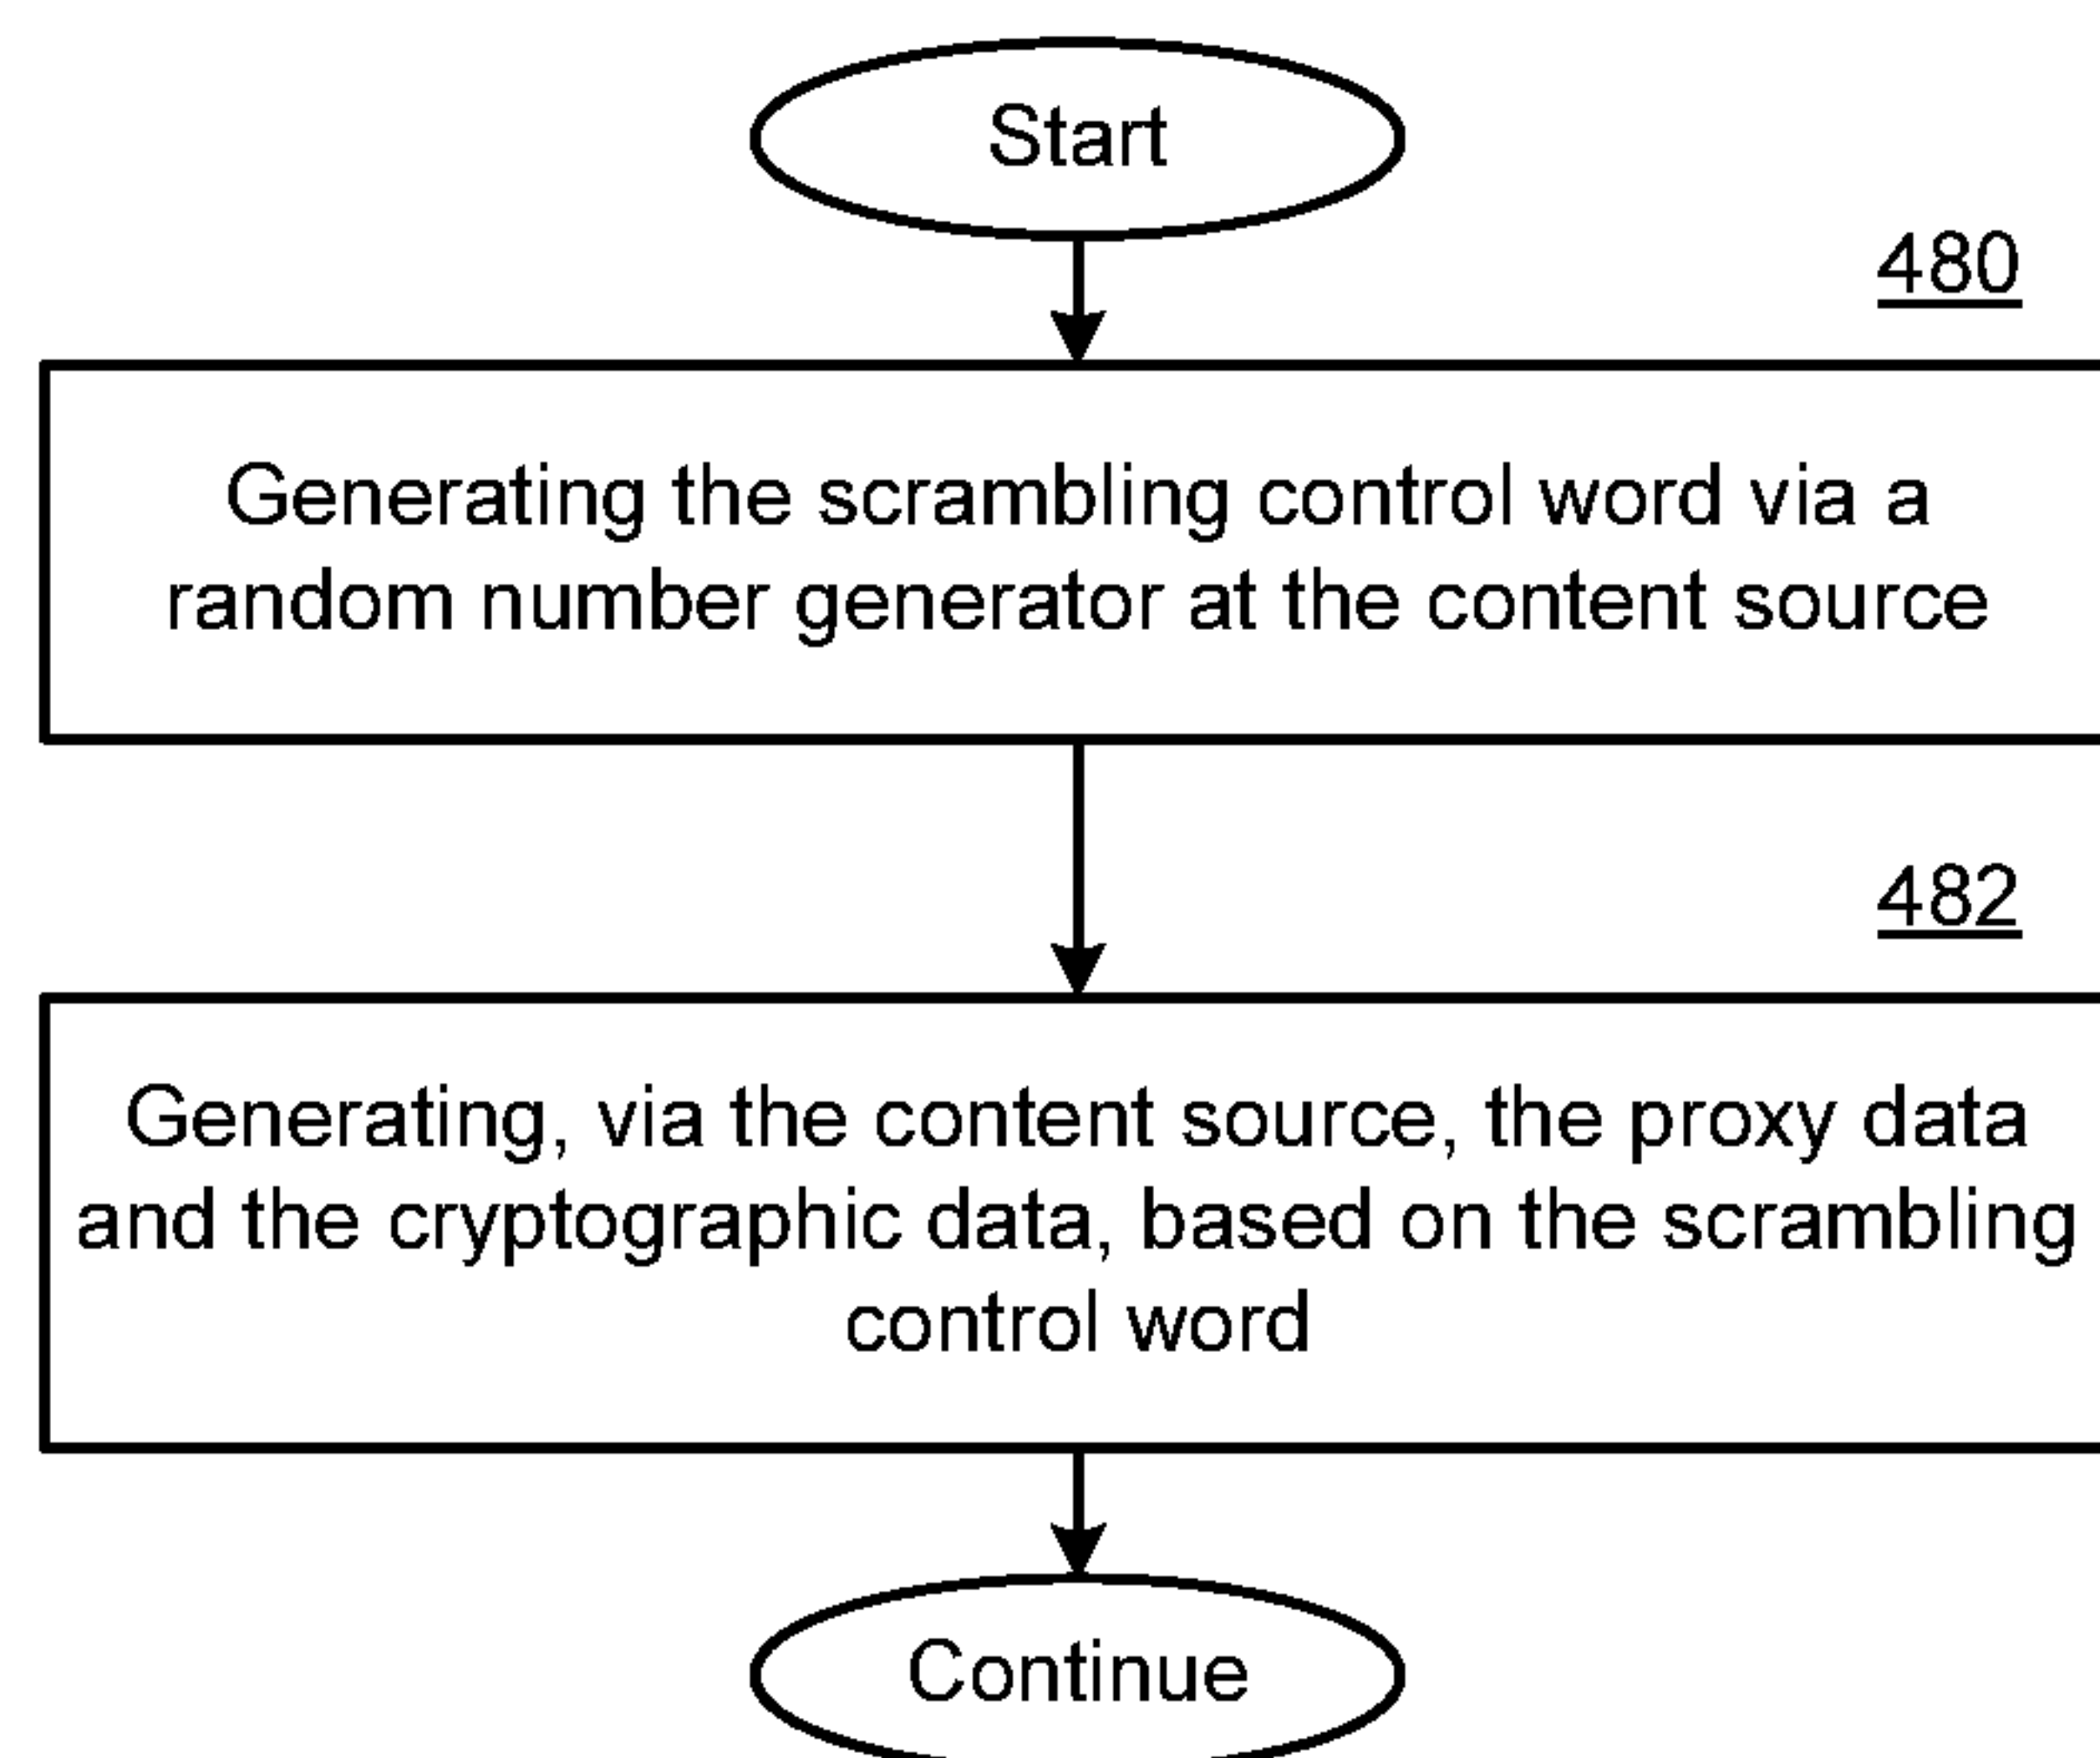 Start
480
Generating the scrambling control word via a
random number generator at the content source
482
Generating, via the content source, the proxy data
and the cryptographic data, based on the scrambling
control word
Continue